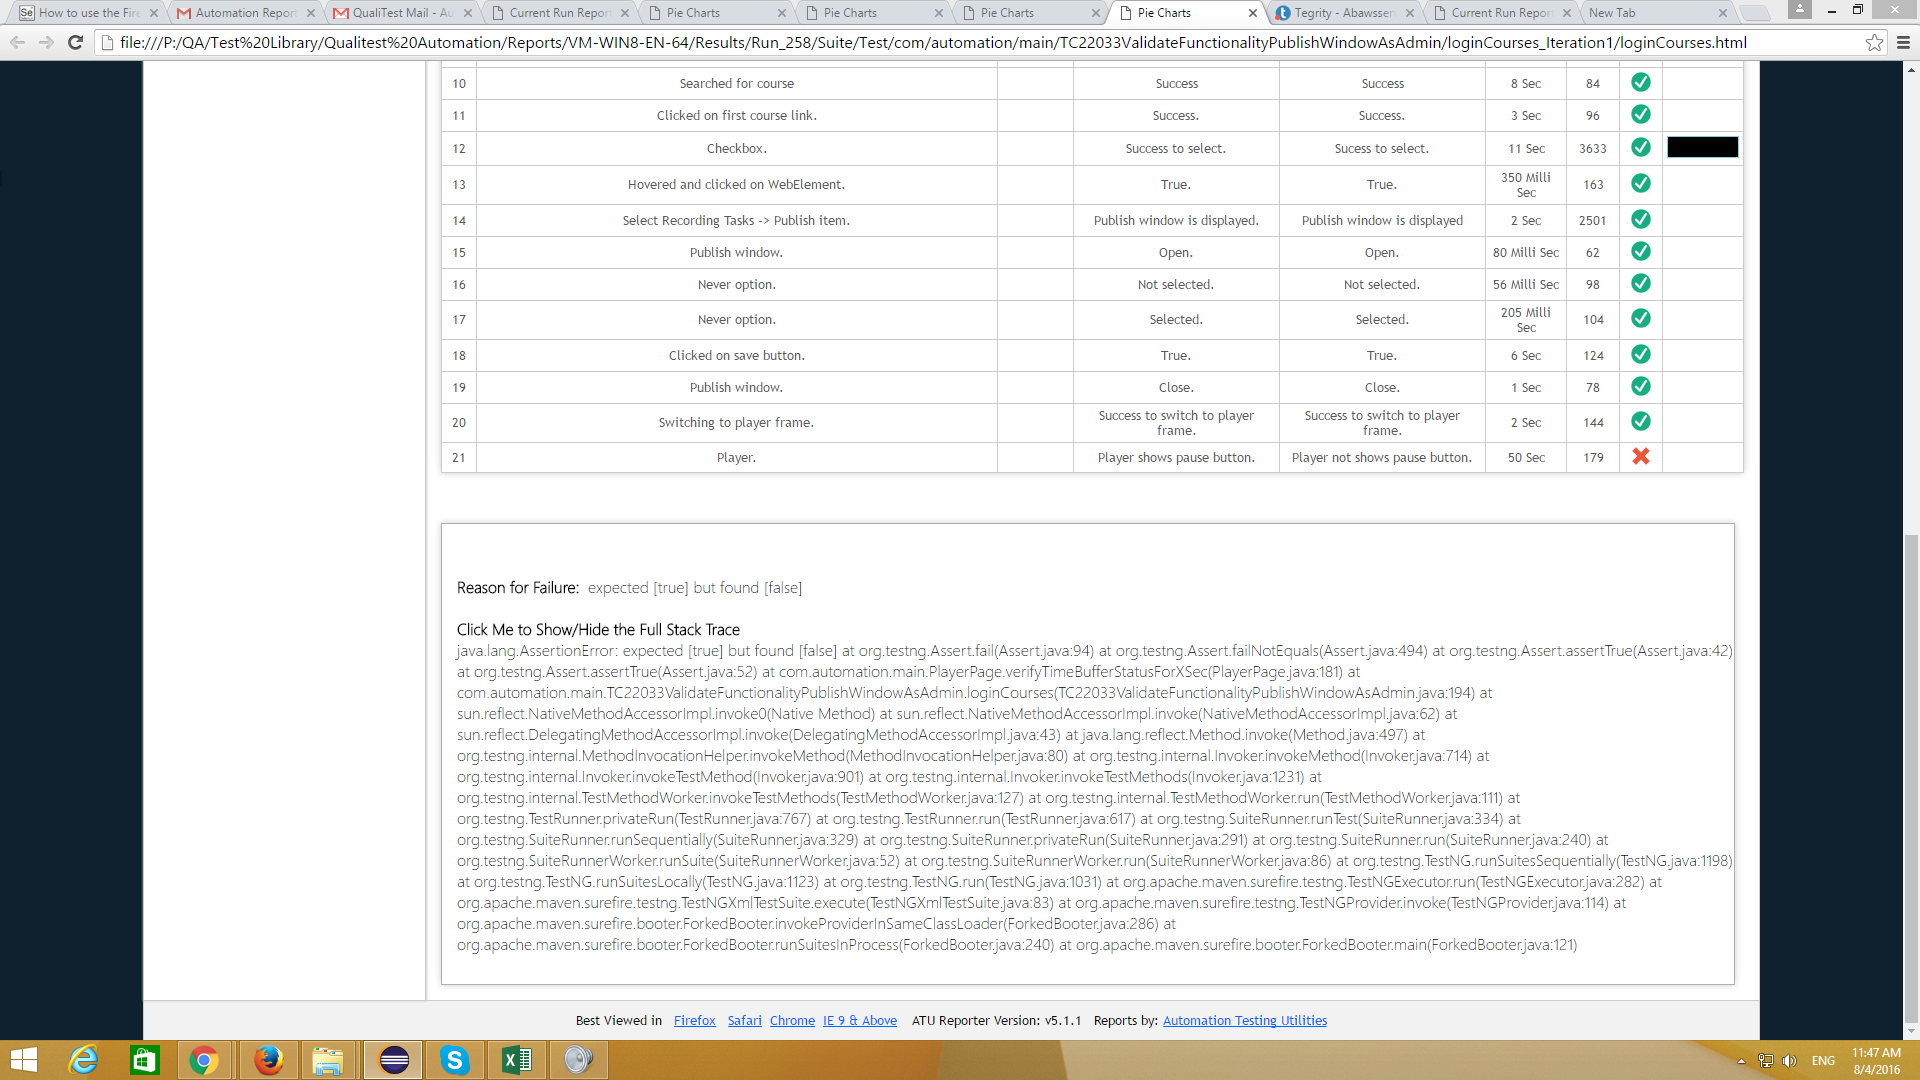 How to use the Fire
Automation Report
QualiTest Mail - Au
Current Run Report
Pie Charts
Pie Charts
Pie Charts
Pie Charts
Tegrity - Abawsser
Current Run Report
New Tab
file:///P:/QA/Test%20Library/Qualitest%20Automation/Reports/VM-WIN8-EN-64/Results/Run_258/Suite/Test/com/automation/main/TC22033ValidateFunctionalityPublishWindowAsAdmin/loginCourses_Iteration1/loginCourses.html
10 Searched for course Success Success 8 Sec 84
11 Clicked on first course link. Success. Success. 3 Sec 96
12 Checkbox. Success to select. Sucess to select. 11 Sec 3633
13 Hovered and clicked on WebElement. True. True. 350 Milli
Sec 163
14 Select Recording Tasks -> Publish item. Publish window is displayed. Publish window is displayed 2 Sec 2501
15 Publish window. Open. Open. 80 Milli Sec 62
16 Never option. Not selected. Not selected. 56 Milli Sec 98
17 Never option. Selected. Selected. 205 Milli
Sec 104
18 Clicked on save button. True. True. 6 Sec 124
19 Publish window. Close. Close. 1 Sec 78
20 Switching to player frame. Success to switch to player
frame. Success to switch to player
frame. 2 Sec 144
21 Player. Player shows pause button. Player not shows pause button. 50 Sec 179
Reason for Failure: expected [true] but found [false]
Click Me to Show/Hide the Full Stack Trace
java.lang.AssertionError: expected [true] but found [false] at org.testng.Assert.fail(Assert.java:94) at org.testng.Assert.failNotEquals(Assert.java:494) at org.testng.Assert.assertTrue(Assert.java:42)
at org.testng.Assert.assertTrue(Assert.java:52) at com.automation.main.PlayerPage.verifyTimeBufferStatusForXSec(PlayerPage.java:181) at
com.automation.main.TC22033ValidateFunctionalityPublishWindowAsAdmin.loginCourses(TC22033ValidateFunctionalityPublishWindowAsAdmin.java:194) at
sun.reflect.NativeMethodAccessorImpl.invoke0(Native Method) at sun.reflect.NativeMethodAccessorImpl.invoke(NativeMethodAccessorImpl.java:62) at
sun.reflect.DelegatingMethodAccessorImpl.invoke(DelegatingMethodAccessorImpl.java:43) at java.lang.reflect.Method.invoke(Method.java:497) at
org.testng.internal.MethodInvocationHelper.invokeMethod(MethodInvocationHelper.java:80) at org.testng.internal.Invoker.invokeMethod(Invoker.java:714) at
org.testng.internal.Invoker.invokeTestMethod(Invoker.java:901) at org.testng.internal.Invoker.invokeTestMethods(Invoker.java:1231) at
org.testng.internal.TestMethodWorker.invokeTestMethods(TestMethodWorker.java:127) at org.testng.internal.TestMethodWorker.run(TestMethodWorker.java:111) at
org.testng.TestRunner.privateRun(TestRunner.java:767) at org.testng.TestRunner.run(TestRunner.java:617) at org.testng.SuiteRunner.runTest(SuiteRunner.java:334) at
org.testng.SuiteRunner.runSequentially(SuiteRunner.java:329) at org.testng.SuiteRunner.privateRun(SuiteRunner.java:291) at org.testng.SuiteRunner.run(SuiteRunner.java:240) at
org.testng.SuiteRunnerWorker.runSuite(SuiteRunnerWorker.java:52) at org.testng.SuiteRunnerWorker.run(SuiteRunnerWorker.java:86) at org.testng.TestNG.runSuitesSequentially(TestNG.java:1198)
at org.testng.TestNG.runSuitesLocally(TestNG.java:1123) at org.testng.TestNG.run(TestNG.java:1031) at org.apache.maven.surefire.testng.TestNGExecutor.run(TestNGExecutor.java:282) at
org.apache.maven.surefire.testng.TestNGXmlTestSuite.execute(TestNGXmlTestSuite.java:83) at org.apache.maven.surefire.testng.TestNGProvider.invoke(TestNGProvider.java:114) at
org.apache.maven.surefire.booter.ForkedBooter.invokeProviderInSameClassLoader(ForkedBooter.java:286) at
org.apache.maven.surefire.booter.ForkedBooter.runSuitesInProcess(ForkedBooter.java:240) at org.apache.maven.surefire.booter.ForkedBooter.main(ForkedBooter.java:121)
Best Viewed in Firefox Safari Chrome IE 9 & Above ATU Reporter Version: v5.1.1 Reports by: Automation Testing Utilities
ENG
11:47 AM
8/4/2016